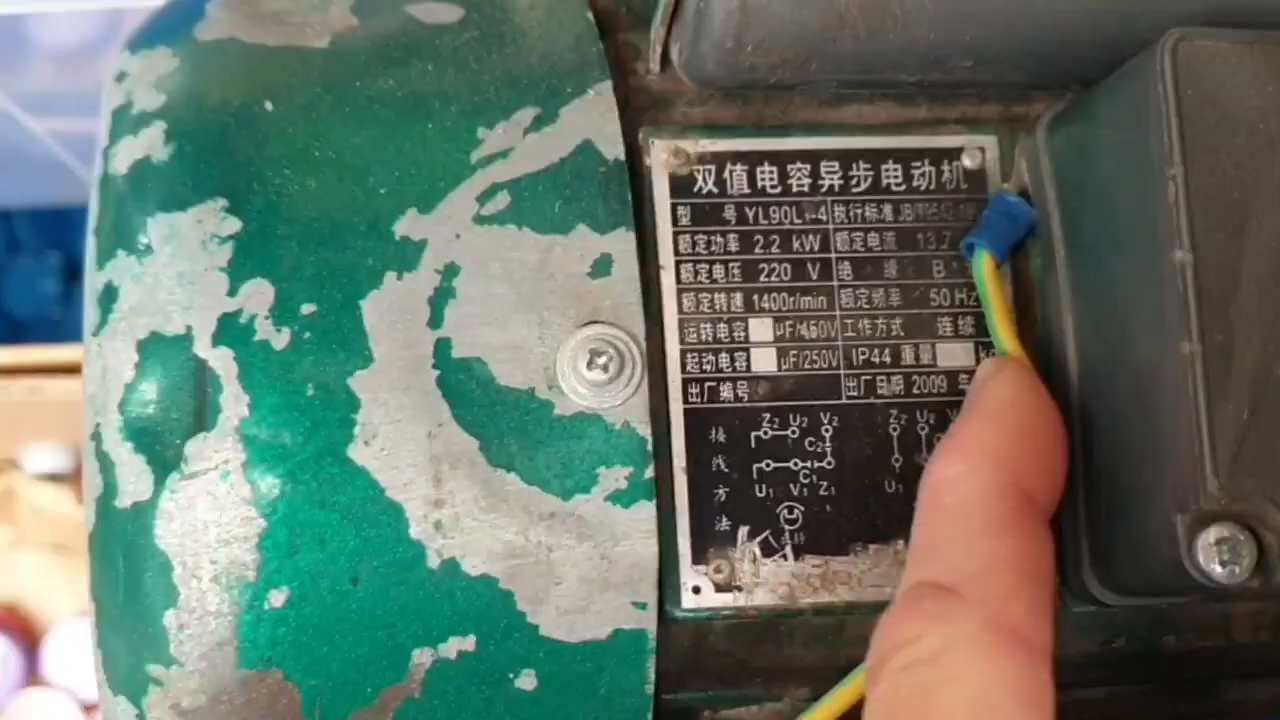 双值电容异步电动机
型 号 YL90L1-4 执行标准
额定功率 2.2 kW 额定电流 13.7
额定电压 220 V 绝 缘 B
额定转速 1400r/min 额定频率 50 Hz
运转电容 μF/450V 工作方式 连续
起动电容 μF/250V IP44 重量
出厂编号 出厂日期 2009 年
接线方法
Z2 U2 V2 Z2 U2
C2
C1
U1 V1 Z1 U1